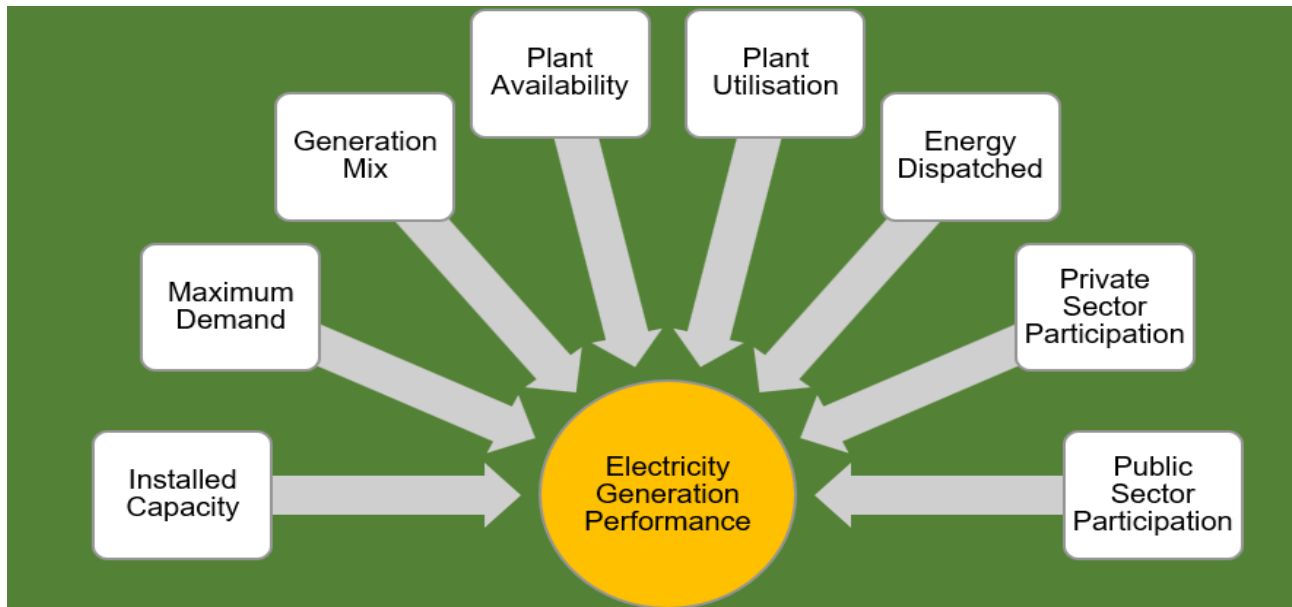 Plant
Availability
Plant
Utilisation
Generation
Mix
Energy
Dispatched
Maximum
Demand
Private
Sector
Participation
Installed
Capacity
Electricity
Generation
Performance
Public
Sector
Participation